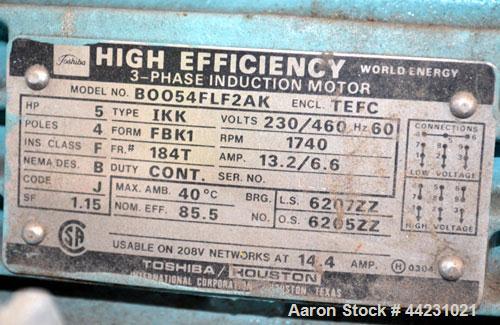 Toshiba HIGH EFFICIENCY WORLD ENERGY
3-PHASE INDUCTION MOTOR
MODEL NO. B0054FLF2AK ENCL. TEFC
HP 5 TYPE IKK VOLTS 230/460 Hz 60
POLES 4 FORM FBK1 RPM 1740
INS. CLASS F FR.# 184T AMP. 13.2/6.6
NEMA DES. B DUTY CONT. SER. NO.
CODE J MAX. AMB. 40°C BRG. L.S. 6207ZZ
SF 1.15 NOM. EFF. 85.5 NO. O.S. 6205ZZ
CONNECTIONS
LOW VOLTAGE
HIGH VOLTAGE
SA USABLE ON 208V NETWORKS AT 14.4 AMP. H 0304
TOSHIBA/HOUSTON
INTERNATIONAL CORPORATION HOUSTON, TEXAS
Aaron Stock # 44231021